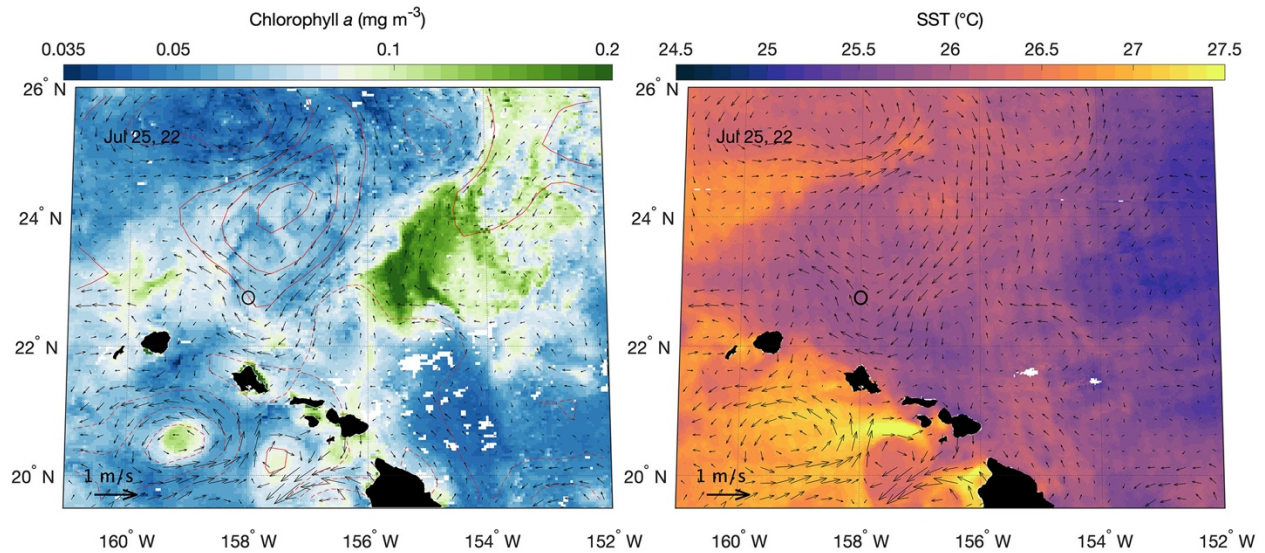 Chlorophyll a (mg m⁻³)
0.035 0.05 0.1 0.2
26° N
Jul 25, 22
24° N
22° N
20° N
1 m/s
160° W 158° W 156° W 154° W 152° W
SST (°C)
24.5 25 25.5 26 26.5 27 27.5
26° N
Jul 25, 22
24° N
22° N
20° N
1 m/s
160° W 158° W 156° W 154° W 152° W